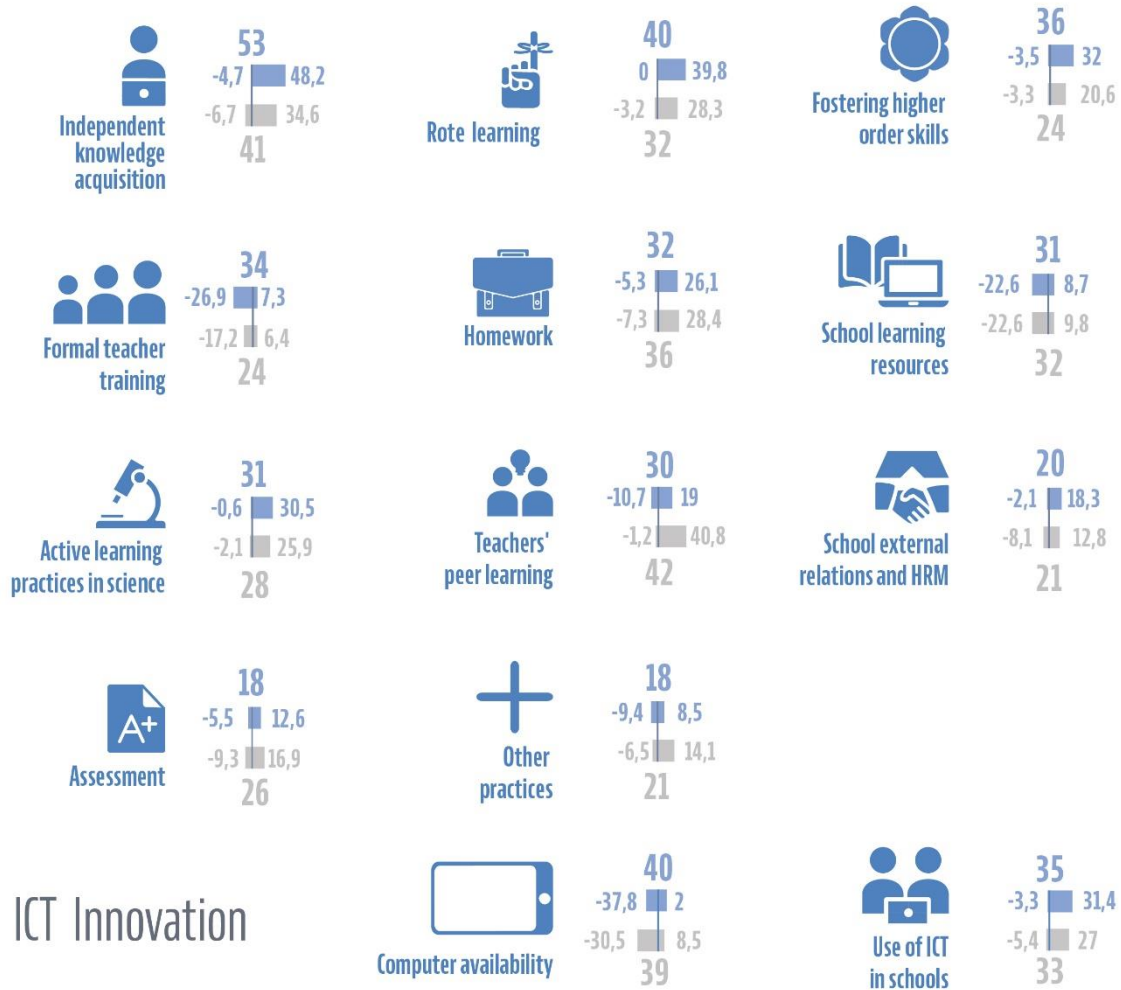 53
-4,7 48,2
-6,7 34,6
41
Independent
knowledge
acquisition
40
0 39,8
-3,2 28,3
32
Rote learning
36
-3,5 32
-3,3 20,6
24
Fostering higher
order skills
34
-26,9 7,3
-17,2 6,4
24
Formal teacher
training
32
-5,3 26,1
-7,3 28,4
36
Homework
31
-22,6 8,7
-22,6 9,8
32
School learning
resources
31
-0,6 30,5
-2,1 25,9
28
Active learning
practices in science
30
-10,7 19
-1,2 40,8
42
Teachers'
peer learning
20
-2,1 18,3
-8,1 12,8
21
School external
relations and HRM
A+
18
-5,5 12,6
-9,3 16,9
26
Assessment
18
-9,4 8,5
-6,5 14,1
21
Other
practices
ICT Innovation
40
-37,8 2
-30,5 8,5
39
Computer availability
35
-3,3 31,4
-5,4 27
33
Use of ICT
in schools